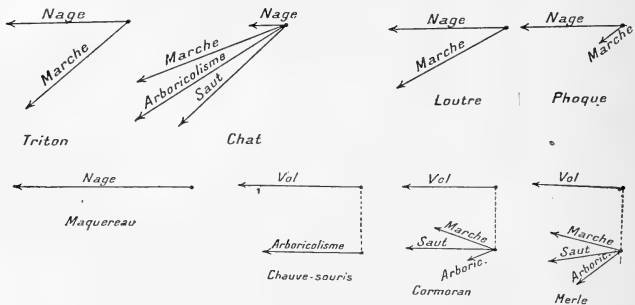 Nage
Marche
Triton
Nage
Marche
Arboricolisme
Saut
Chat
Nage
Marche
Loutre
Nage
Marche
Phoque
Nage
Maquereau
Vol
Arboricolisme
Chauve-souris
Vol
Marche
Saut
Arboric.
Cormoran
Vol
Marche
Saut
Arboric.
Merle